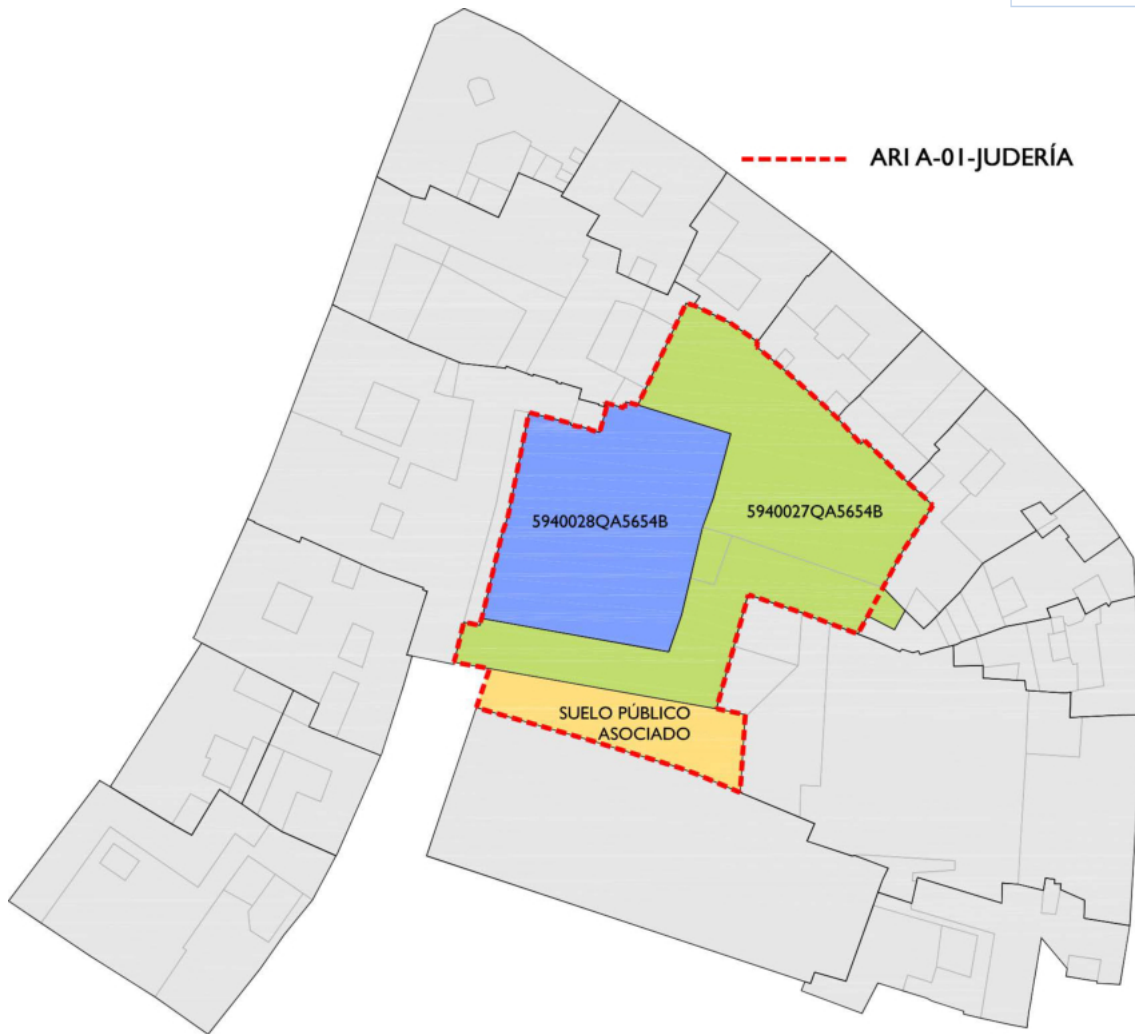 ARI A-01-JUDERÍA
5940028QA5654B
5940027QA5654B
SUELO PÚBLICO
ASOCIADO